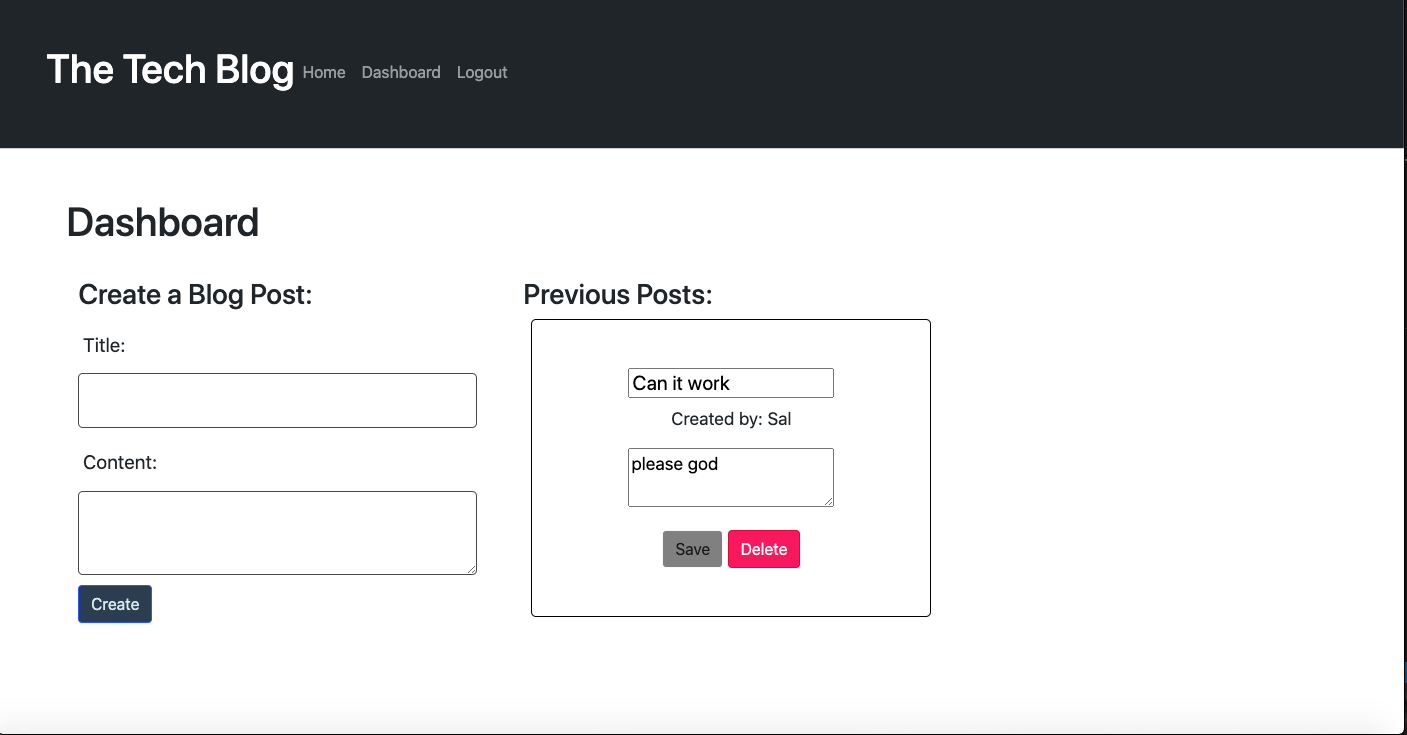 The Tech Blog Home Dashboard Logout
Dashboard
Create a Blog Post:
Title:
Content:
Create
Previous Posts:
Can it work
Created by: Sal
please god
Save Delete